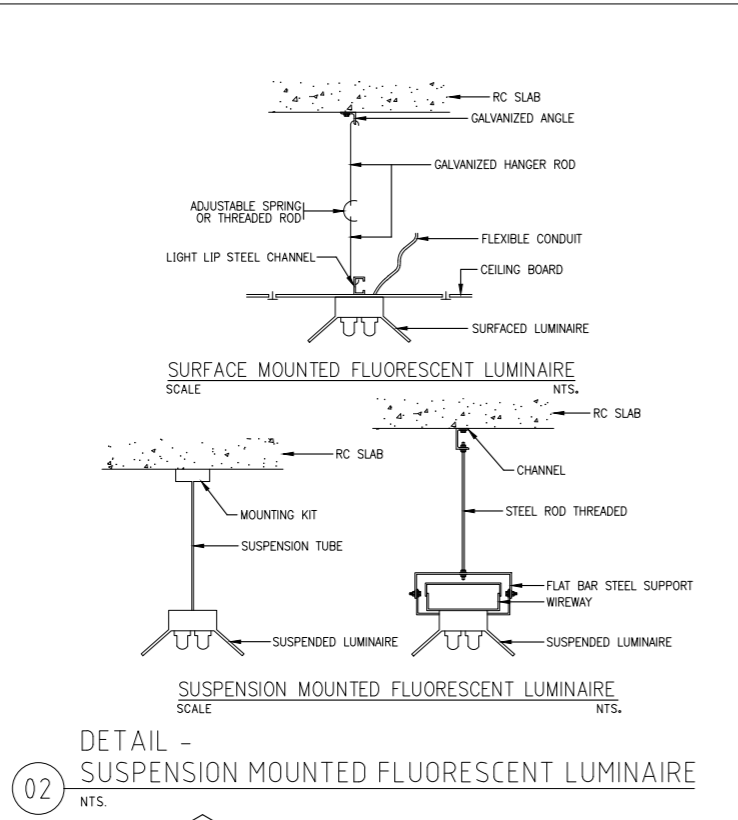 RC SLAB
GALVANIZED ANGLE
GALVANIZED HANGER ROD
ADJUSTABLE SPRING
OR THREADED ROD
FLEXIBLE CONDUIT
LIGHT LIP STEEL CHANNEL
CEILING BOARD
SURFACED LUMINAIRE
SURFACE MOUNTED FLUORESCENT LUMINAIRE
SCALE NTS.
RC SLAB
MOUNTING KIT
SUSPENSION TUBE
SUSPENDED LUMINAIRE
RC SLAB
CHANNEL
STEEL ROD THREADED
FLAT BAR STEEL SUPPORT
WIREWAY
SUSPENDED LUMINAIRE
SUSPENSION MOUNTED FLUORESCENT LUMINAIRE
SCALE NTS.
02
DETAIL -
SUSPENSION MOUNTED FLUORESCENT LUMINAIRE
NTS.